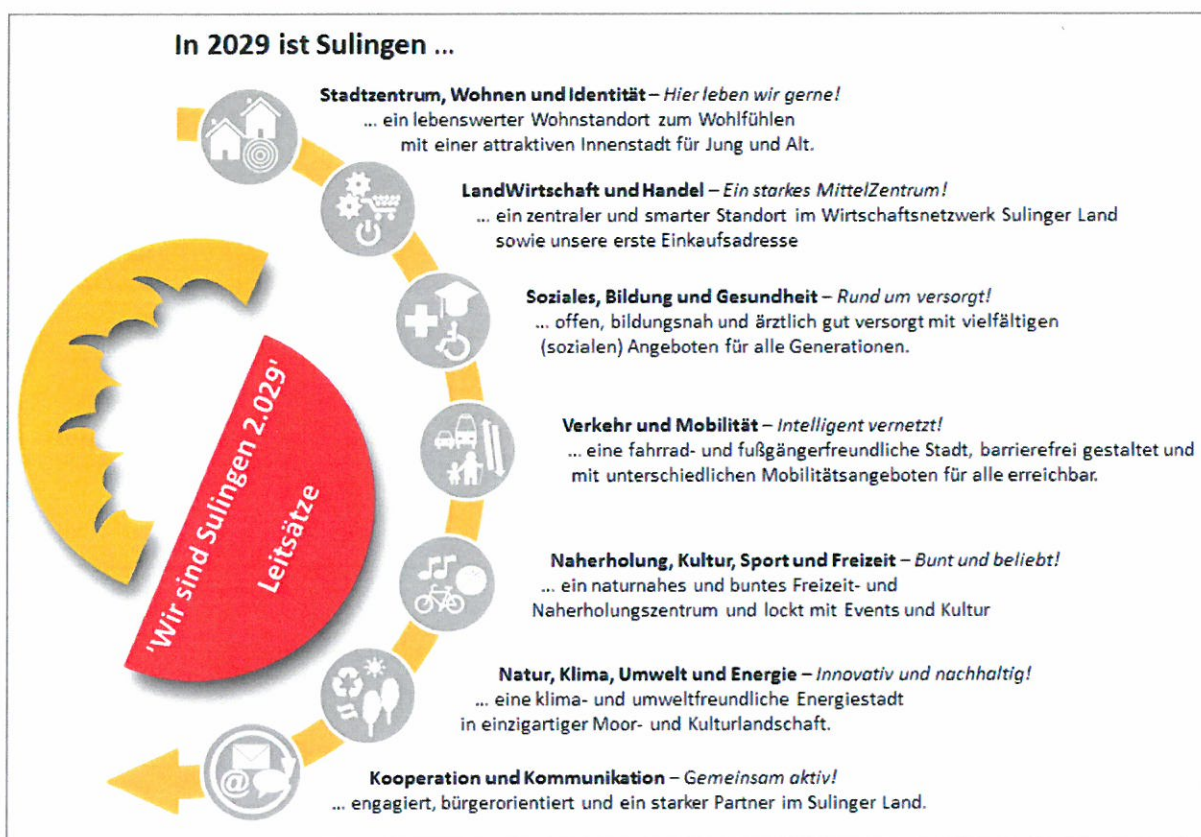 In 2029 ist Sulingen ...
Stadtzentrum, Wohnen und Identität – Hier leben wir gerne!
... ein lebenswerter Wohnstandort zum Wohlfühlen
mit einer attraktiven Innenstadt für Jung und Alt.
LandWirtschaft und Handel – Ein starkes MittelZentrum!
... ein zentraler und smarter Standort im Wirtschaftsnetzwerk Sulinger Land
sowie unsere erste Einkaufsadresse
Soziales, Bildung und Gesundheit – Rund um versorgt!
... offen, bildungsnah und ärztlich gut versorgt mit vielfältigen
(sozialen) Angeboten für alle Generationen.
'Wir sind Sulingen 2.029'
Leitsätze
Verkehr und Mobilität – Intelligent vernetzt!
... eine fahrrad- und fußgängerfreundliche Stadt, barrierefrei gestaltet und
mit unterschiedlichen Mobilitätsangeboten für alle erreichbar.
Naherholung, Kultur, Sport und Freizeit – Bunt und beliebt!
... ein naturnahes und buntes Freizeit- und
Naherholungszentrum und lockt mit Events und Kultur
Natur, Klima, Umwelt und Energie – Innovativ und nachhaltig!
... eine klima- und umweltfreundliche Energiestadt
in einzigartiger Moor- und Kulturlandschaft.
@
Kooperation und Kommunikation – Gemeinsam aktiv!
... engagiert, bürgerorientiert und ein starker Partner im Sulinger Land.